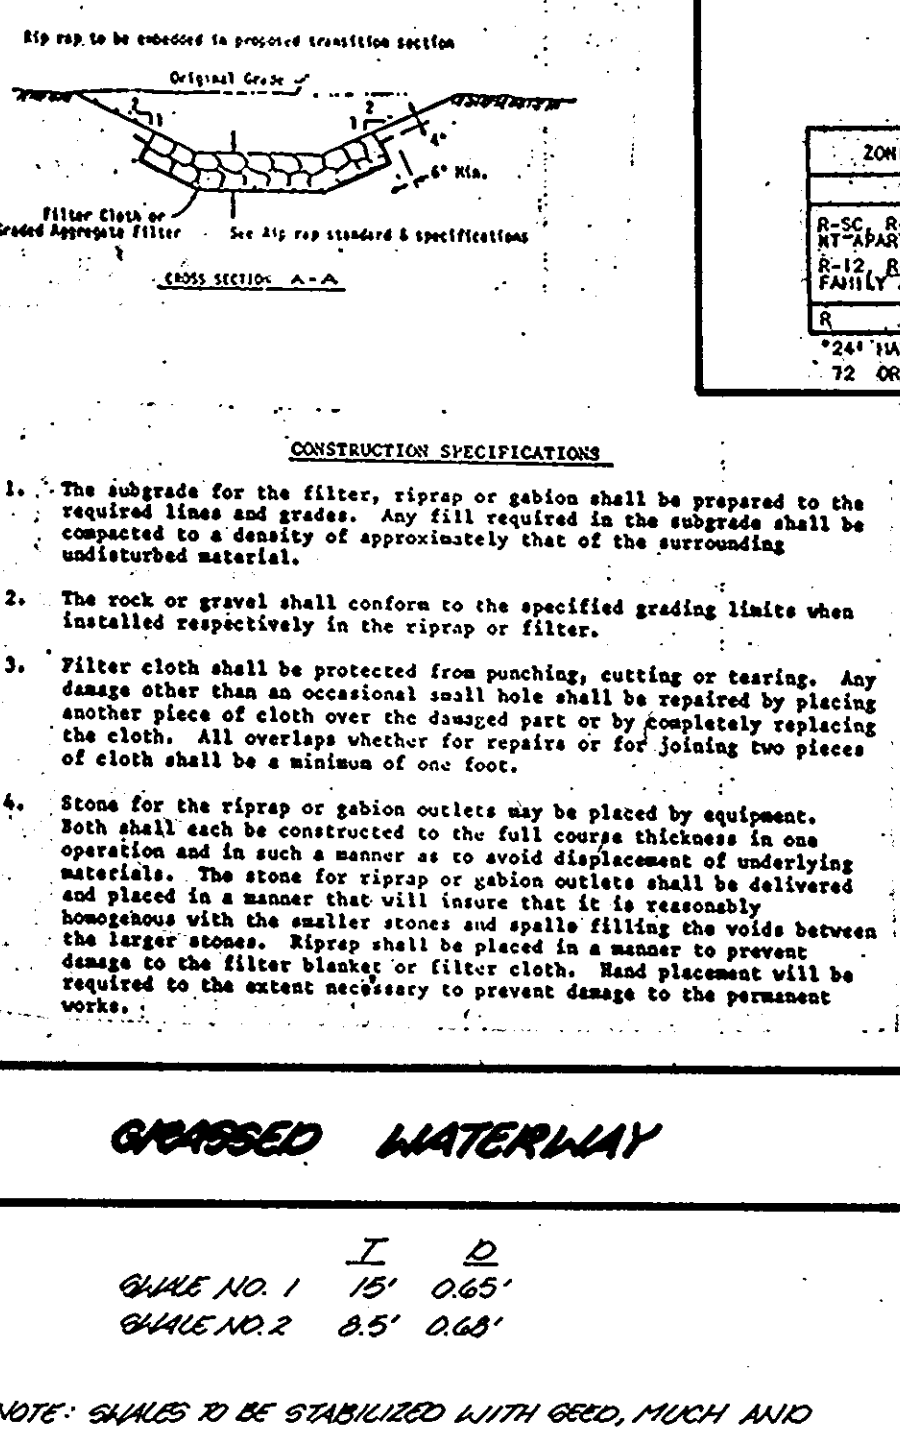 Rip rap to be embedded in proposed transition section
Original Grade
2
1
2
1
4"
6" Min.
Filter Cloth or
Graded Aggregate Filter
See Rip rap standard & specifications
CROSS SECTION A-A
ZON
R-SC, R-
NT-APAR
R-12, R
FAMILY
R
*24' HA
72 OR
CONSTRUCTION SPECIFICATIONS
1. The subgrade for the filter, riprap or gabion shall be prepared to the
required lines and grades. Any fill required in the subgrade shall be
compacted to a density of approximately that of the surrounding
undisturbed material.
2. The rock or gravel shall conform to the specified grading limits when
installed respectively in the riprap or filter.
3. Filter cloth shall be protected from punching, cutting or tearing. Any
damage other than an occasional small hole shall be repaired by placing
another piece of cloth over the damaged part or by completely replacing
the cloth. All overlaps whether for repairs or for joining two pieces
of cloth shall be a minimum of one foot.
4. Stone for the riprap or gabion outlets may be placed by equipment.
Both shall each be constructed to the full course thickness in one
operation and in such a manner as to avoid displacement of underlying
materials. The stone for riprap or gabion outlets shall be delivered
and placed in a manner that will insure that it is reasonably
homogenous with the smaller stones and spalls filling the voids between
the larger stones. Riprap shall be placed in a manner to prevent
damage to the filter blanket or filter cloth. Hand placement will be
required to the extent necessary to prevent damage to the permanent
works.
GRASSED WATERWAY
T D
SWALE NO. 1 15' 0.65'
SWALE NO. 2 8.5' 0.68'
NOTE: SWALES TO BE STABILIZED WITH SEED, MUCH AND